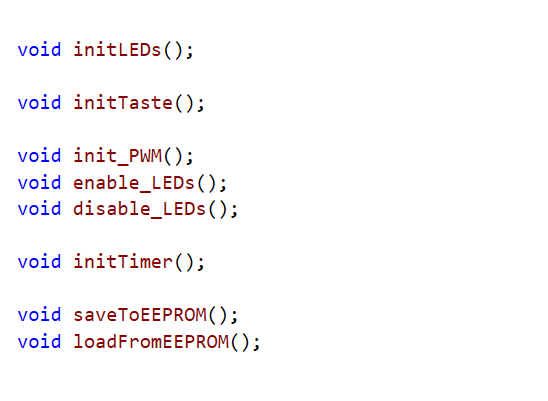 void initLEDs();
void initTaste();
void init_PWM();
void enable_LEDs();
void disable_LEDs();
void initTimer();
void saveToEEPROM();
void loadFromEEPROM();